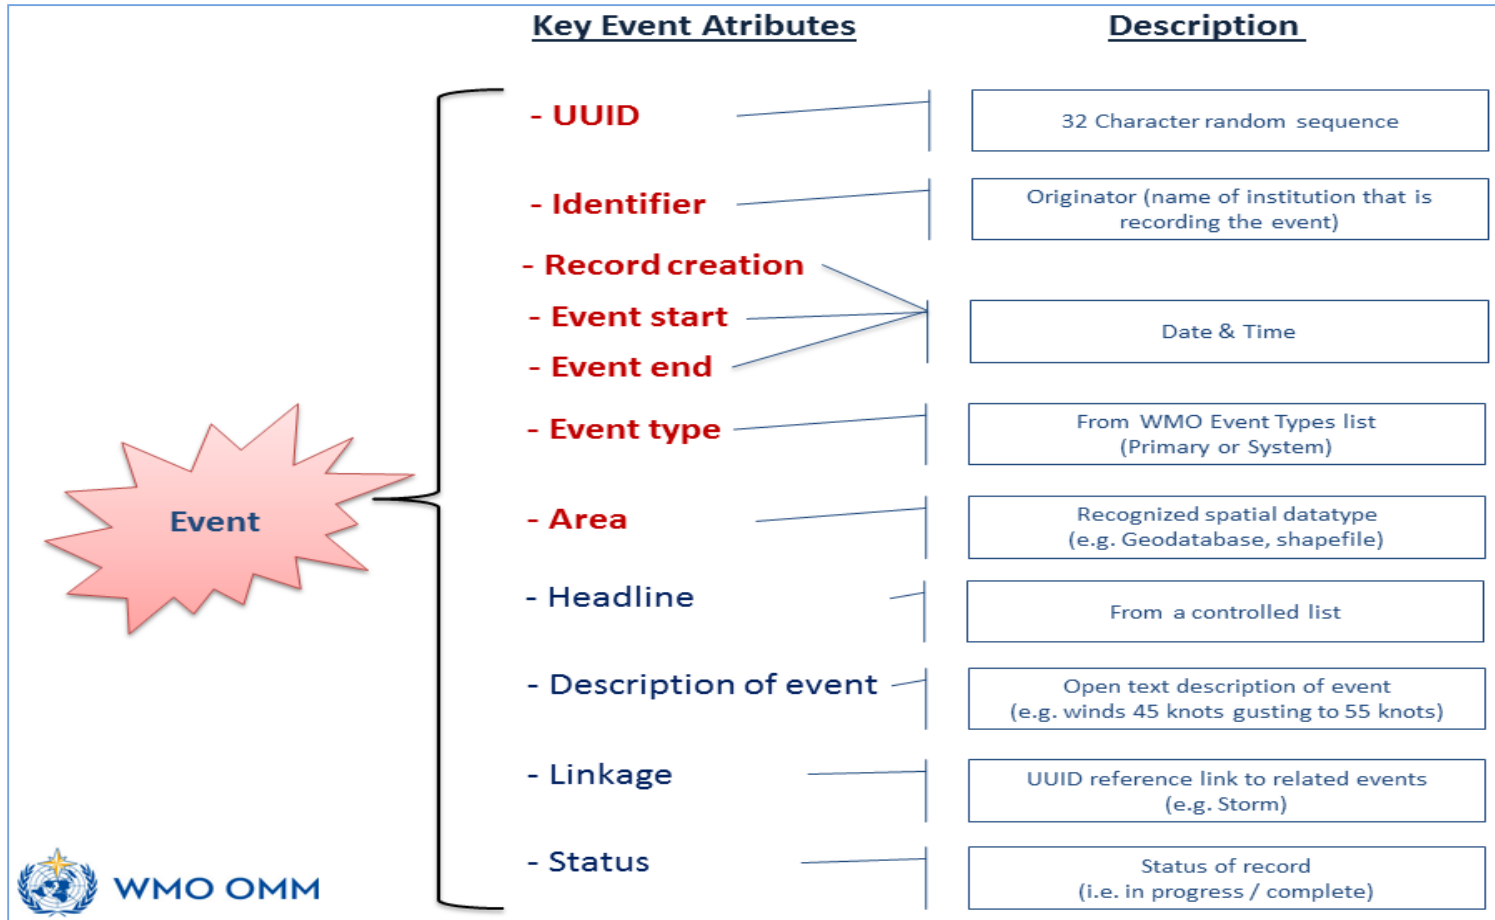 Key Event Atributes
Description
- UUID
32 Character random sequence
- Identifier
Originator (name of institution that is
recording the event)
- Record creation
- Event start
- Event end
Date & Time
- Event type
From WMO Event Types list
(Primary or System)
Event
- Area
Recognized spatial datatype
(e.g. Geodatabase, shapefile)
- Headline
From a controlled list
- Description of event
Open text description of event
(e.g. winds 45 knots gusting to 55 knots)
- Linkage
UUID reference link to related events
(e.g. Storm)
- Status
Status of record
(i.e. in progress / complete)
WMO OMM